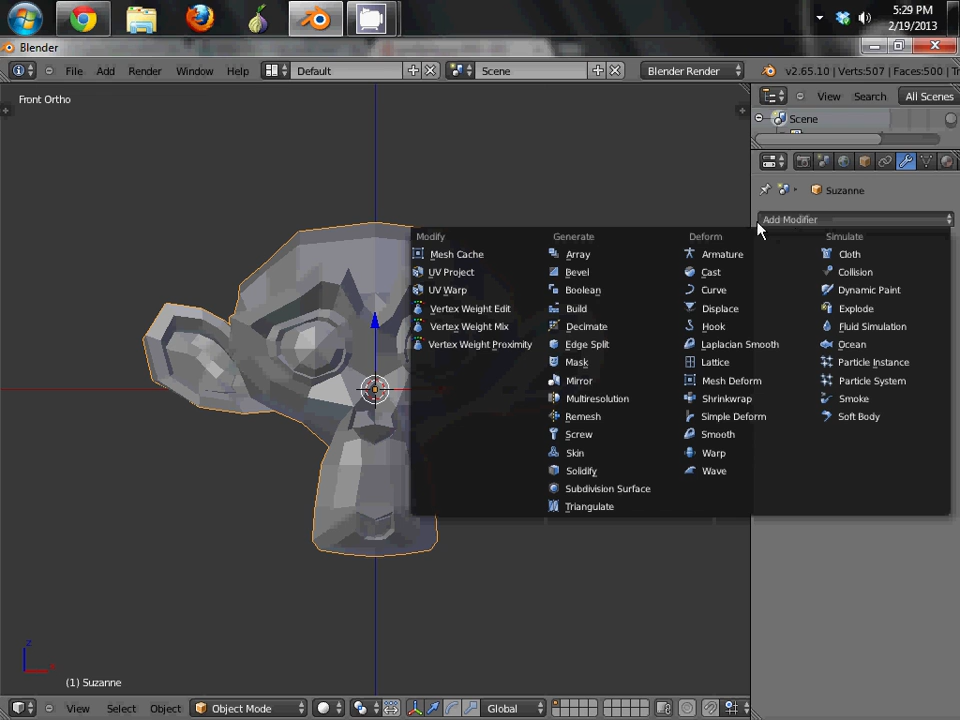 5:29 PM
2/19/2013
Blender
File Add Render Window Help Default Scene Blender Render v2.65.10 | Verts:507 | Faces:500 | Tr
Front Ortho
View Search All Scenes
Scene
Suzanne
Add Modifier
Modify Generate Deform Simulate
Mesh Cache Array Armature Cloth
UV Project Bevel Cast Collision
UV Warp Boolean Curve Dynamic Paint
Vertex Weight Edit Build Displace Explode
Vertex Weight Mix Decimate Hook Fluid Simulation
Vertex Weight Proximity Edge Split Laplacian Smooth Ocean
Mask Lattice Particle Instance
Mirror Mesh Deform Particle System
Multiresolution Shrinkwrap Smoke
Remesh Simple Deform Soft Body
Screw Smooth
Skin Warp
Solidify Wave
Subdivision Surface
Triangulate
z
(1) Suzanne
View Select Object Object Mode Global